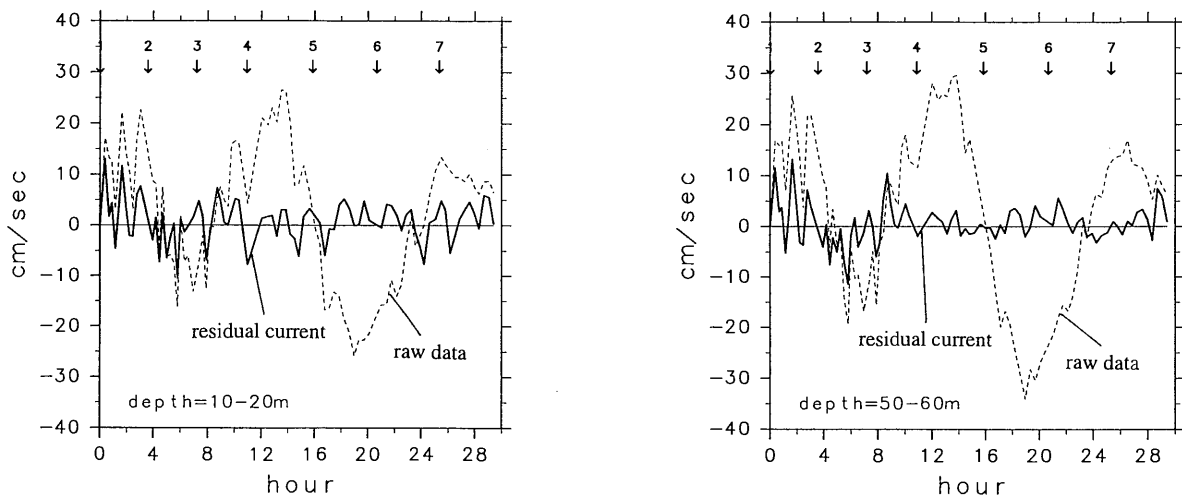 40
30
20
10
0
−10
−20
−30
−40
cm/sec
1 2 3 4 5 6 7
residual current
raw data
depth=10−20m
0 4 8 12 16 20 24 28
hour
40
30
20
10
0
−10
−20
−30
−40
cm/sec
1 2 3 4 5 6 7
residual current
raw data
depth=50−60m
0 4 8 12 16 20 24 28
hour